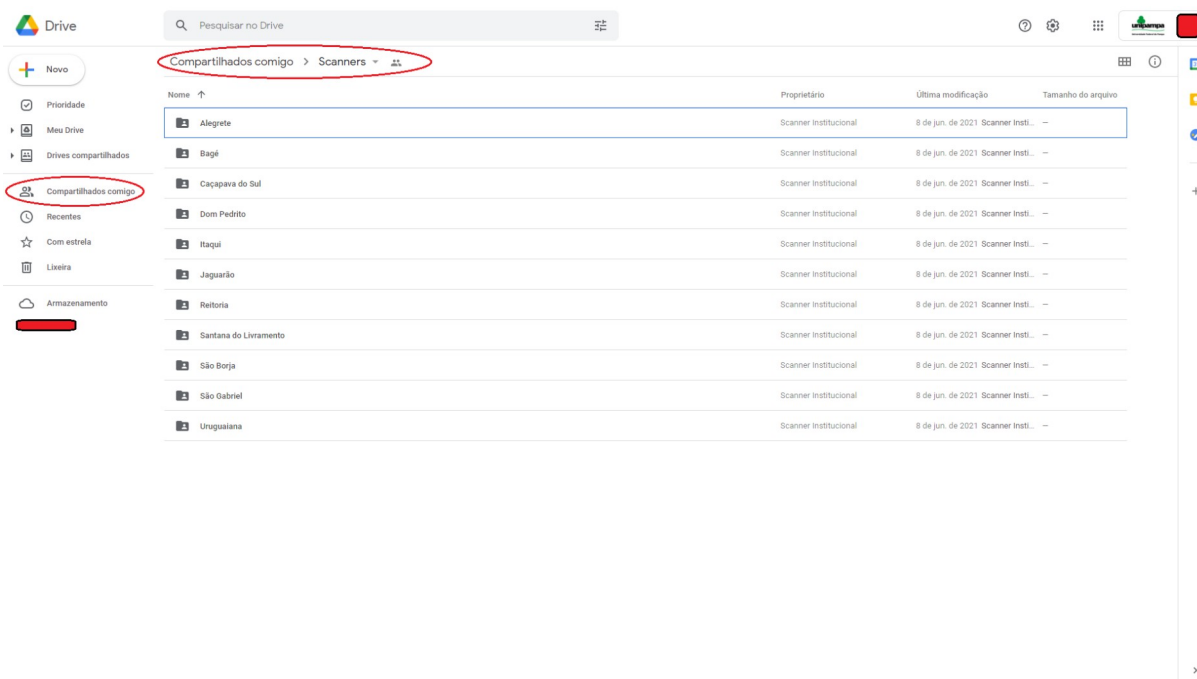 Drive
Pesquisar no Drive
unipampa
Novo
Compartilhados comigo > Scanners
Prioridade
Meu Drive
Drives compartilhados
Compartilhados comigo
Recentes
Com estrela
Lixeira
Armazenamento
Nome Proprietário Última modificação Tamanho do arquivo
Alegrete Scanner Institucional 8 de jun. de 2021 Scanner Insti... —
Bagé Scanner Institucional 8 de jun. de 2021 Scanner Insti... —
Caçapava do Sul Scanner Institucional 8 de jun. de 2021 Scanner Insti... —
Dom Pedrito Scanner Institucional 8 de jun. de 2021 Scanner Insti... —
Itaqui Scanner Institucional 8 de jun. de 2021 Scanner Insti... —
Jaguarão Scanner Institucional 8 de jun. de 2021 Scanner Insti... —
Reitoria Scanner Institucional 8 de jun. de 2021 Scanner Insti... —
Santana do Livramento Scanner Institucional 8 de jun. de 2021 Scanner Insti... —
São Borja Scanner Institucional 8 de jun. de 2021 Scanner Insti... —
São Gabriel Scanner Institucional 8 de jun. de 2021 Scanner Insti... —
Uruguaiana Scanner Institucional 8 de jun. de 2021 Scanner Insti... —